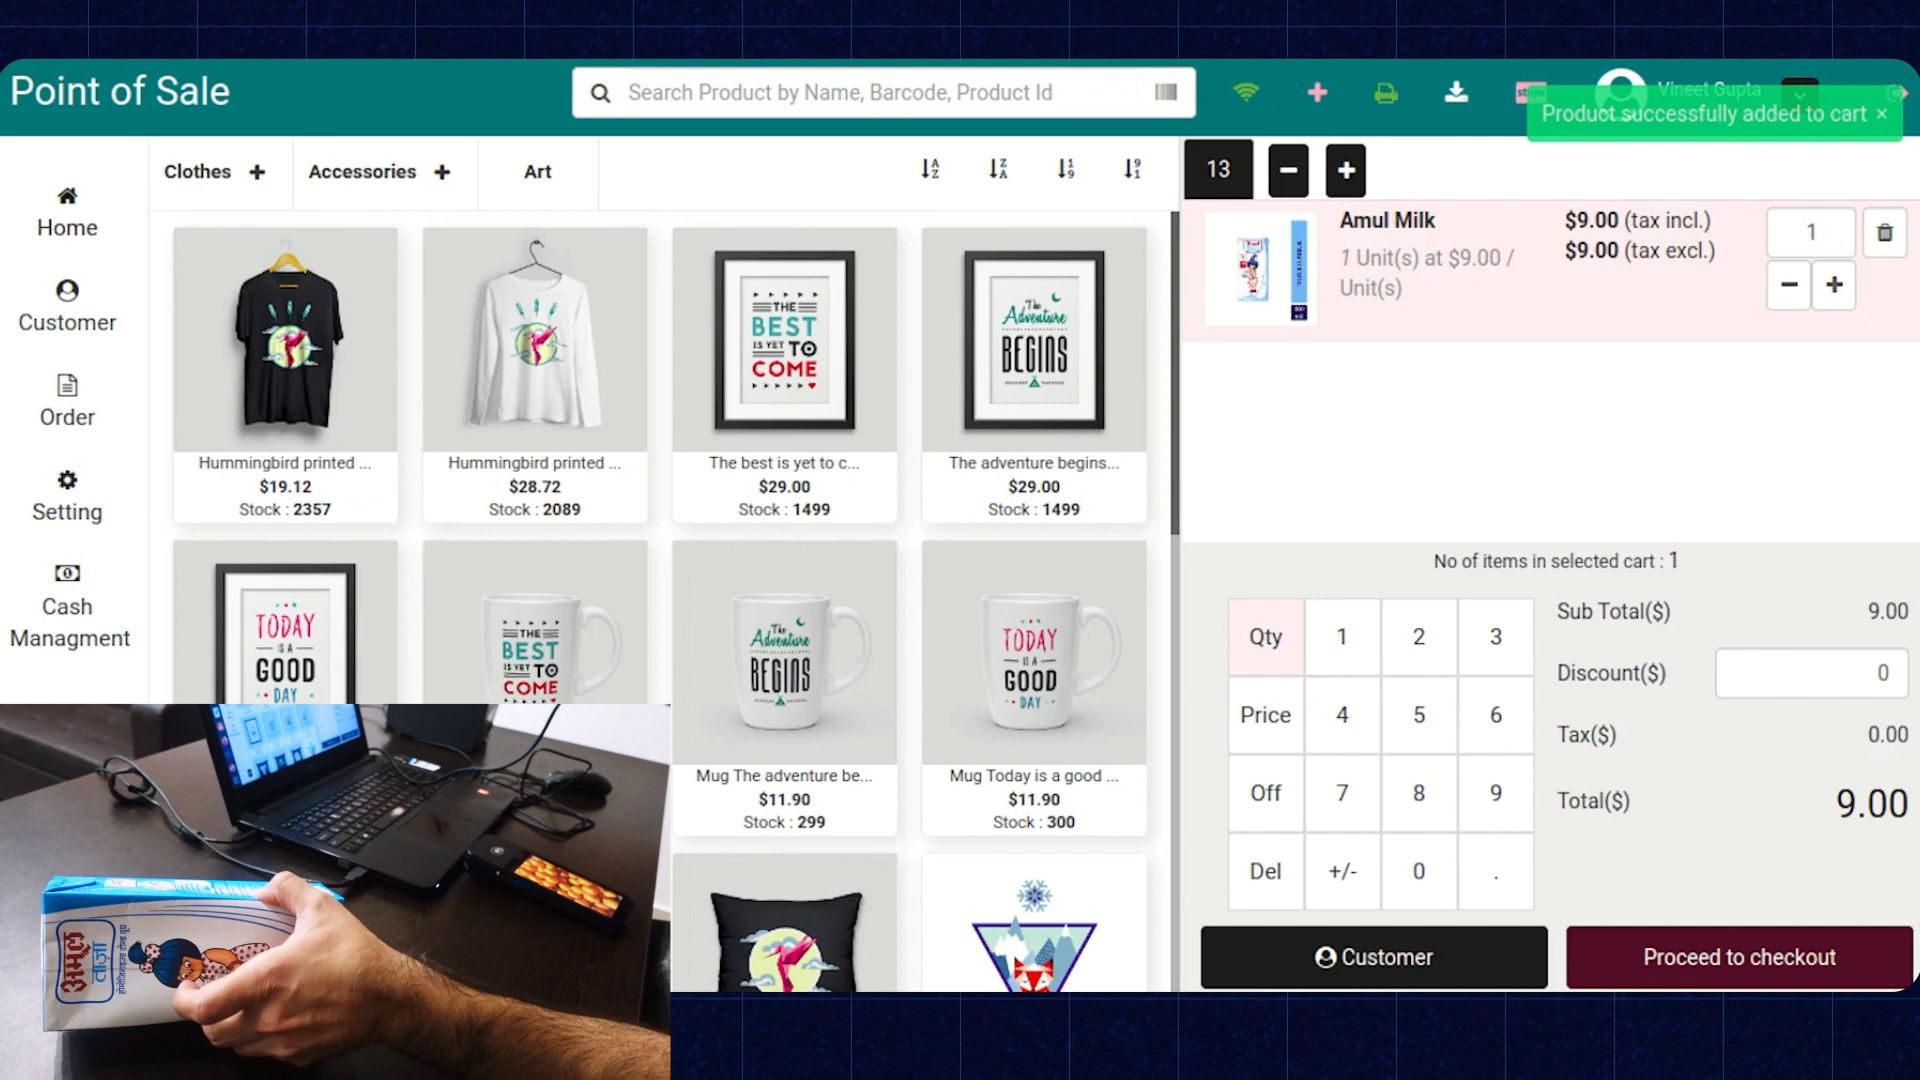 Point of Sale
Search Product by Name, Barcode, Product Id
stripe
Vineet Gupta
Product successfully added to cart ×
Home
Customer
Order
Setting
Cash
Managment
Clothes +
Accessories +
Art
A
Z
Z
A
1
9
9
1
THE
BEST
IS YET TO
COME
The
Adventure
BEGINS
Hummingbird printed ...
$19.12
Stock : 2357
Hummingbird printed ...
$28.72
Stock : 2089
The best is yet to c...
$29.00
Stock : 1499
The adventure begins...
$29.00
Stock : 1499
TODAY
IS A
GOOD
DAY
THE
BEST
IS YET TO
COME
The
Adventure
BEGINS
TODAY
IS A
GOOD
DAY
Mug The adventure be...
$11.90
Stock : 299
Mug Today is a good ...
$11.90
Stock : 300
13
−
+
Amul Milk
1 Unit(s) at $9.00 /
Unit(s)
$9.00 (tax incl.)
$9.00 (tax excl.)
1
−
+
No of items in selected cart : 1
Qty
1
2
3
Price
4
5
6
Off
7
8
9
Del
+/-
0
.
Sub Total($)
9.00
Discount($)
0
Tax($)
0.00
Total($)
9.00
Customer
Proceed to checkout
अमूल
ताज़ा